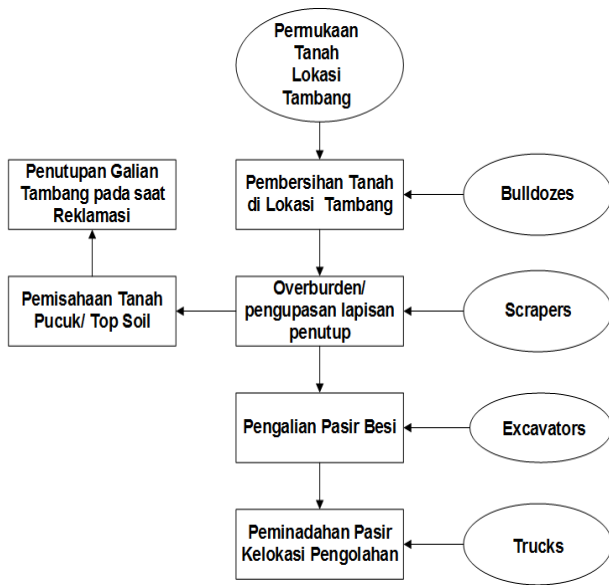 Permukaan
Tanah
Lokasi
Tambang
Penutupan Galian
Tambang pada saat
Reklamasi
Pembersihan Tanah
di Lokasi Tambang
Bulldozes
Pemisahaan Tanah
Pucuk/ Top Soil
Overburden/
pengupasan lapisan
penutup
Scrapers
Pengalian Pasir Besi
Excavators
Peminadahan Pasir
Kelokasi Pengolahan
Trucks